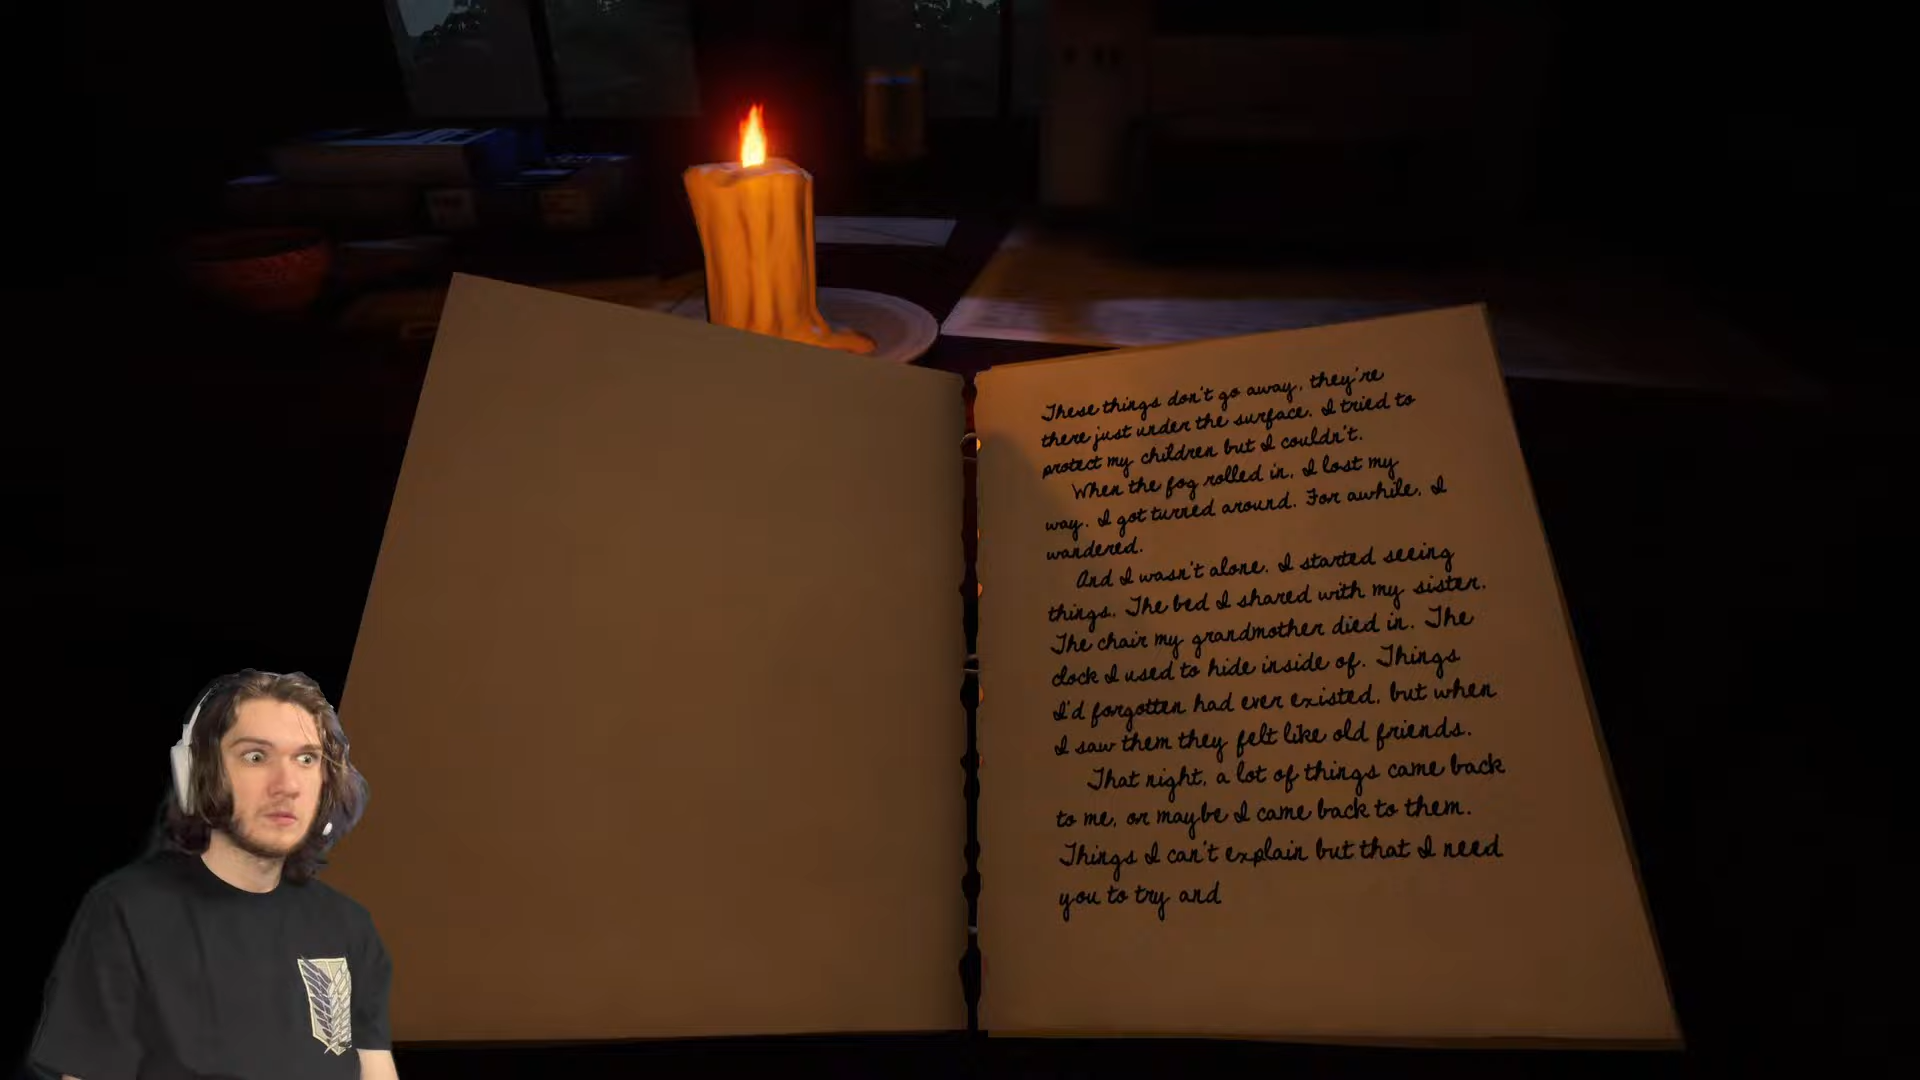 These things don't go away, they're
there just under the surface. I tried to
protect my children but I couldn't.
When the fog rolled in, I lost my
way. I got turned around. For awhile, I
wandered.
And I wasn't alone. I started seeing
things. The bed I shared with my sister.
The chair my grandmother died in. The
clock I used to hide inside of. Things
I'd forgotten had ever existed, but when
I saw them they felt like old friends.
That night, a lot of things came back
to me, or maybe I came back to them.
Things I can't explain but that I need
you to try and